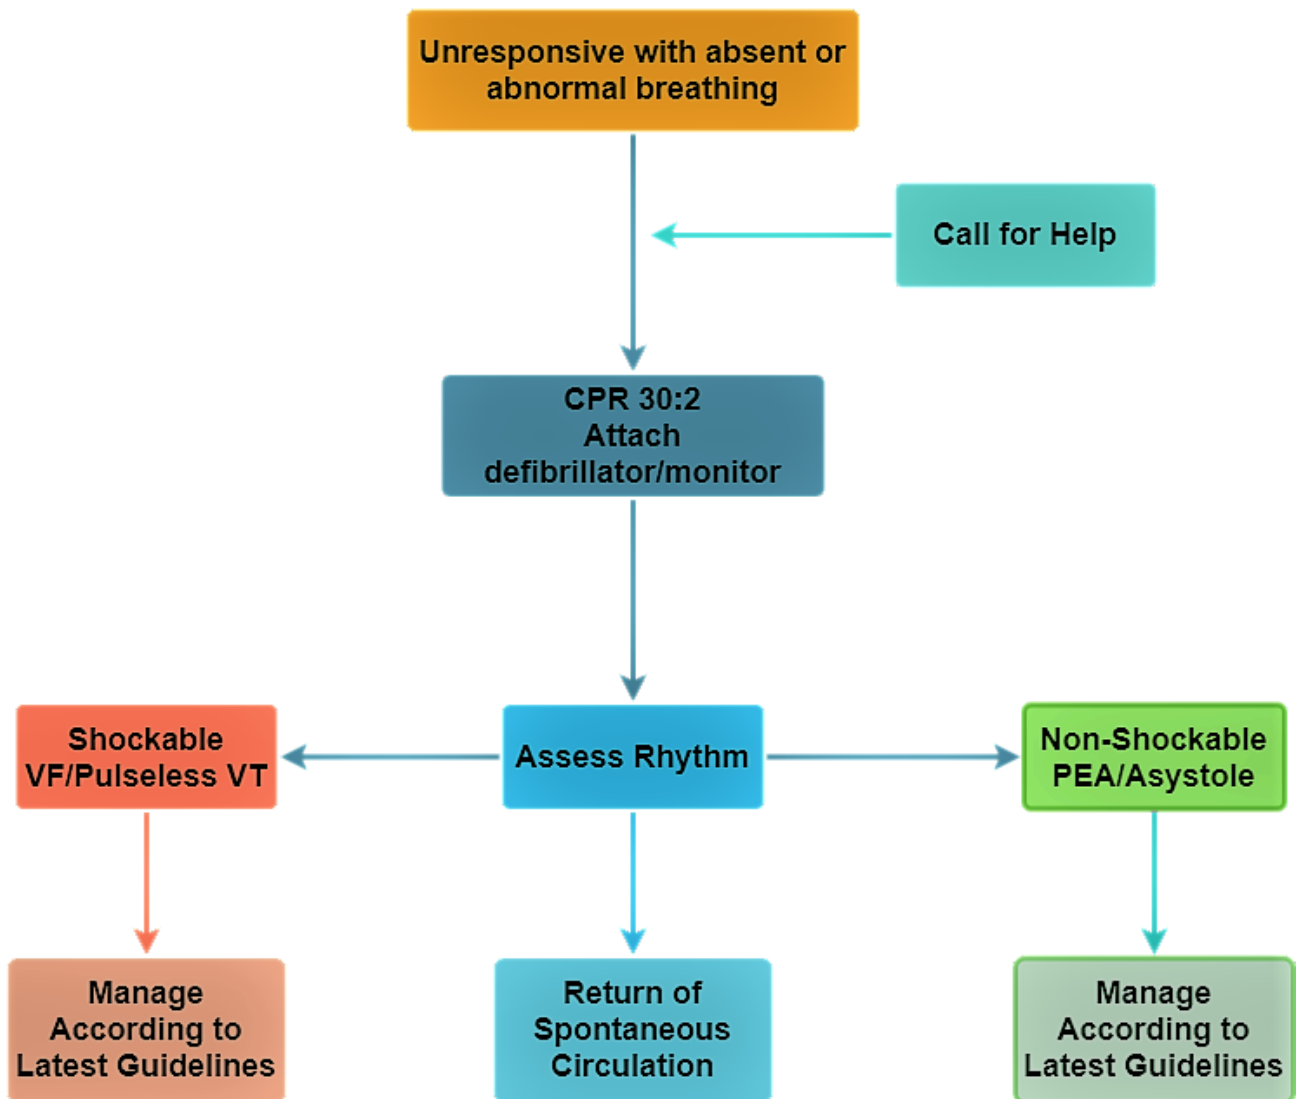 Unresponsive with absent or
abnormal breathing
Call for Help
CPR 30:2
Attach
defibrillator/monitor
Shockable
VF/Pulseless VT
Assess Rhythm
Non-Shockable
PEA/Asystole
Manage
According to
Latest Guidelines
Return of
Spontaneous
Circulation
Manage
According to
Latest Guidelines